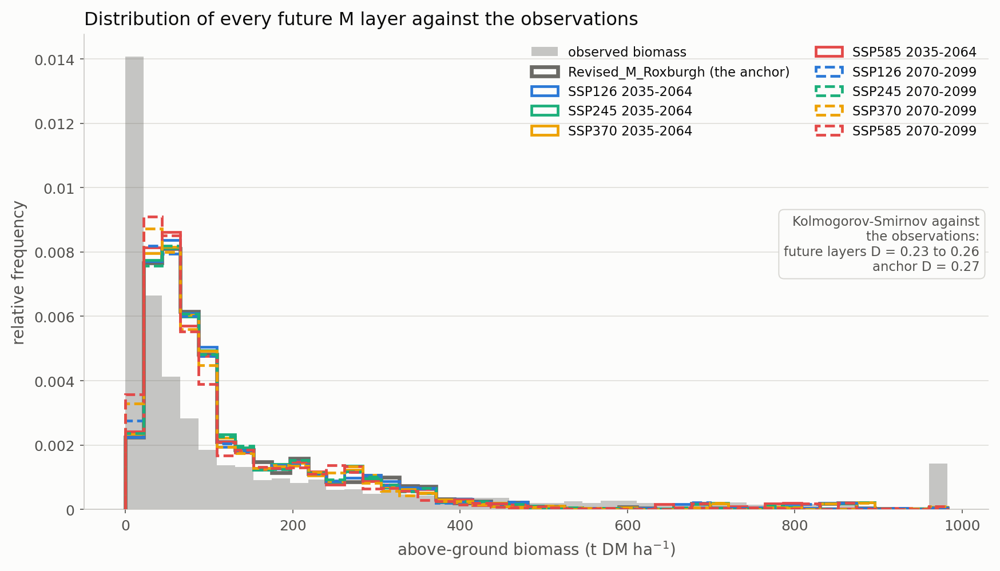 Distribution of every future M layer against the observations
observed biomass
Revised_M_Roxburgh (the anchor)
SSP126 2035-2064
SSP245 2035-2064
SSP370 2035-2064
SSP585 2035-2064
SSP126 2070-2099
SSP245 2070-2099
SSP370 2070-2099
SSP585 2070-2099
Kolmogorov-Smirnov against
the observations:
future layers D = 0.23 to 0.26
anchor D = 0.27
relative frequency
0.014
0.012
0.01
0.008
0.006
0.004
0.002
0
0 200 400 600 800 1000
above-ground biomass (t DM ha⁻¹)